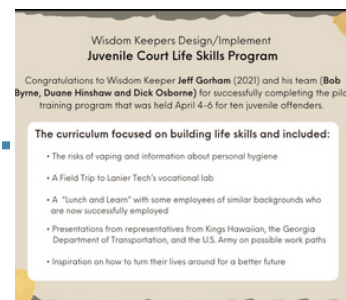 Wisdom Keepers Design/Implement
Juvenile Court Life Skills Program
Congratulations to Wisdom Keeper Jeff Gorham (2021) and his team (Bob
Byrne, Duane Hinshaw and Dick Osborne) for successfully completing the pilo
training program that was held April 4-6 for ten juvenile offenders.
The curriculum focused on building life skills and included:
• The risks of vaping and information about personal hygiene
• A Field Trip to Lanier Tech's vocational lab
• A "Lunch and Learn" with some employees of similar backgrounds who
are now successfully employed
• Presentations from representatives from Kings Hawaiian, the Georgia
Department of Transportation, and the U.S. Army on possible work paths
• Inspiration on how to turn their lives around for a better future